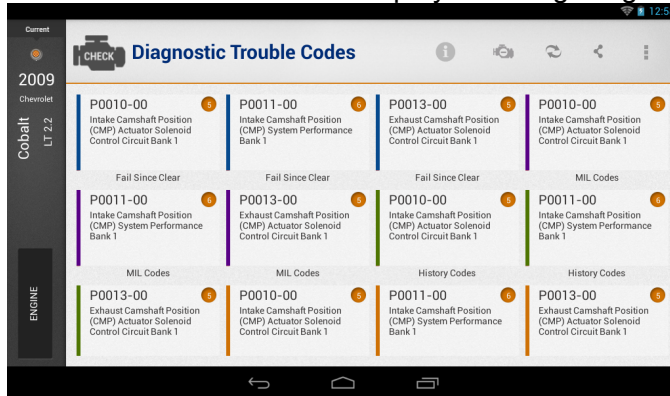 12:5
Current
2009
Chevrolet
Cobalt
LT 2.2
ENGINE
CHECK
Diagnostic Trouble Codes
P0010-00 5
Intake Camshaft Position
(CMP) Actuator Solenoid
Control Circuit Bank 1
P0011-00 6
Intake Camshaft Position
(CMP) System Performance
Bank 1
P0013-00 5
Exhaust Camshaft Position
(CMP) Actuator Solenoid
Control Circuit Bank 1
P0010-00 5
Intake Camshaft Position
(CMP) Actuator Solenoid
Control Circuit Bank 1
Fail Since Clear
Fail Since Clear
Fail Since Clear
MIL Codes
P0011-00 6
Intake Camshaft Position
(CMP) System Performance
Bank 1
P0013-00 5
Exhaust Camshaft Position
(CMP) Actuator Solenoid
Control Circuit Bank 1
P0010-00 5
Intake Camshaft Position
(CMP) Actuator Solenoid
Control Circuit Bank 1
P0011-00 6
Intake Camshaft Position
(CMP) System Performance
Bank 1
MIL Codes
MIL Codes
History Codes
History Codes
P0013-00 5
Exhaust Camshaft Position
(CMP) Actuator Solenoid
Control Circuit Bank 1
P0010-00 5
Intake Camshaft Position
(CMP) Actuator Solenoid
Control Circuit Bank 1
P0011-00 6
Intake Camshaft Position
(CMP) System Performance
Bank 1
P0013-00 5
Exhaust Camshaft Position
(CMP) Actuator Solenoid
Control Circuit Bank 1